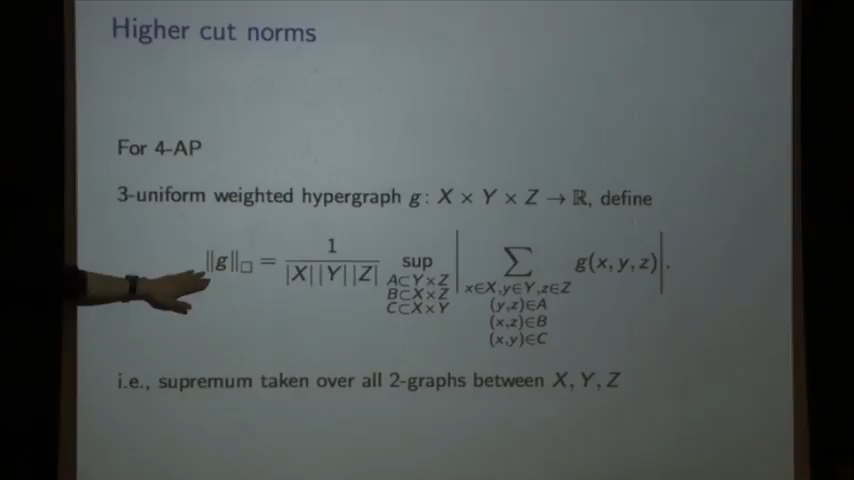 Higher cut norms
For 4-AP
3-uniform weighted hypergraph g: X × Y × Z → ℝ, define
‖g‖□ = 1/(|X||Y||Z|) sup_{A⊂Y×Z, B⊂X×Z, C⊂X×Y} |∑_{x∈X,y∈Y,z∈Z, (y,z)∈A, (x,z)∈B, (x,y)∈C} g(x,y,z)|.
i.e., supremum taken over all 2-graphs between X, Y, Z